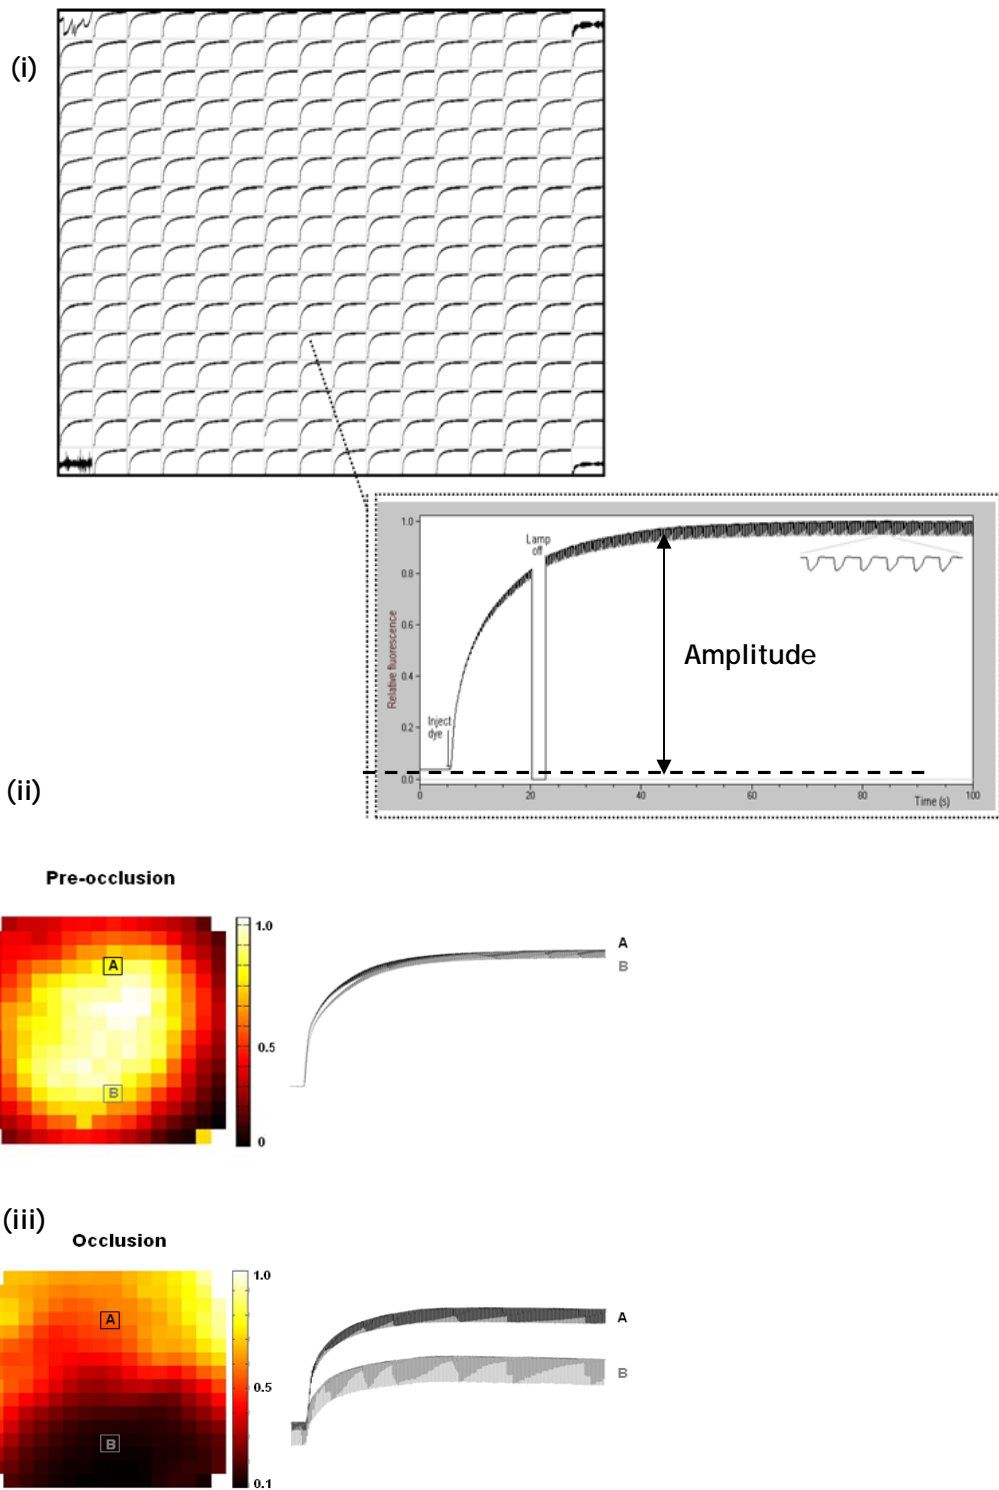 (i)
1.0
0.8
0.6
0.4
0.2
0.0
Relative fluorescence
Inject
dye
Lamp
off
Amplitude
0
20
40
60
80
100
Time (s)
(ii)
Pre-occlusion
A
B
1.0
0.5
0
A
B
(iii)
Occlusion
A
B
1.0
0.5
0.1
A
B